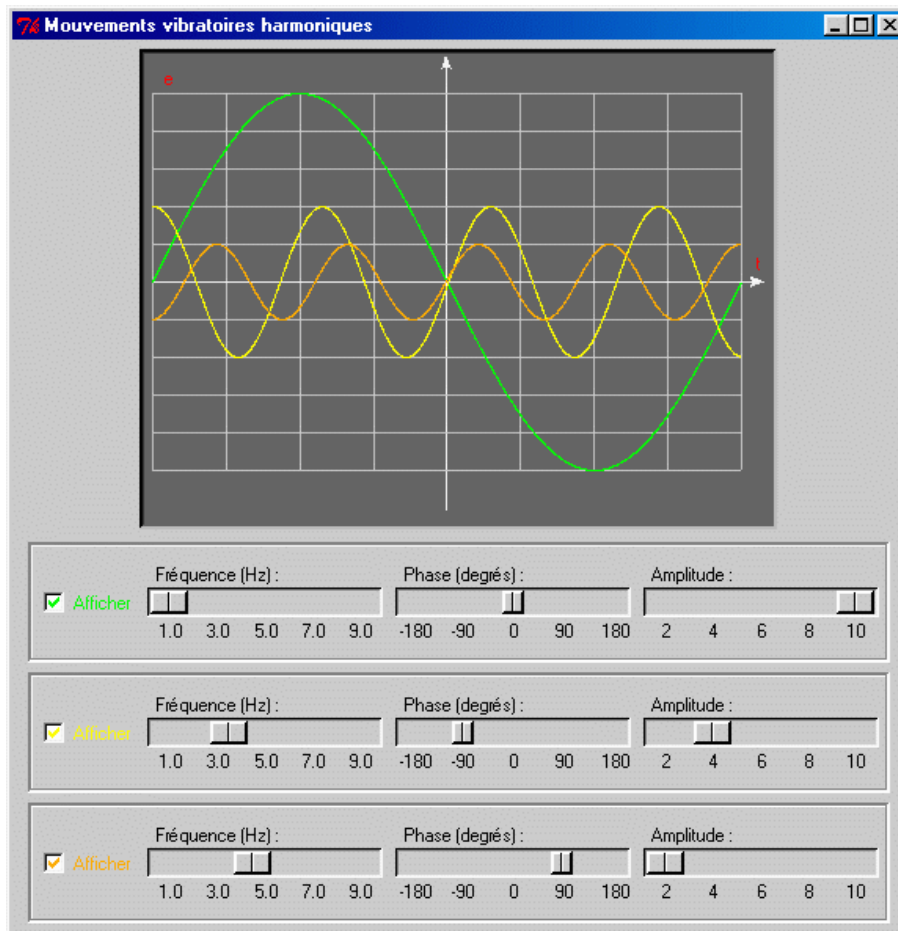 Mouvements vibratoires harmoniques
e
t
Fréquence (Hz) : Phase (degrés) : Amplitude :
Afficher
1.0 3.0 5.0 7.0 9.0 -180 -90 0 90 180 2 4 6 8 10
Fréquence (Hz) : Phase (degrés) : Amplitude :
Afficher
1.0 3.0 5.0 7.0 9.0 -180 -90 0 90 180 2 4 6 8 10
Fréquence (Hz) : Phase (degrés) : Amplitude :
Afficher
1.0 3.0 5.0 7.0 9.0 -180 -90 0 90 180 2 4 6 8 10